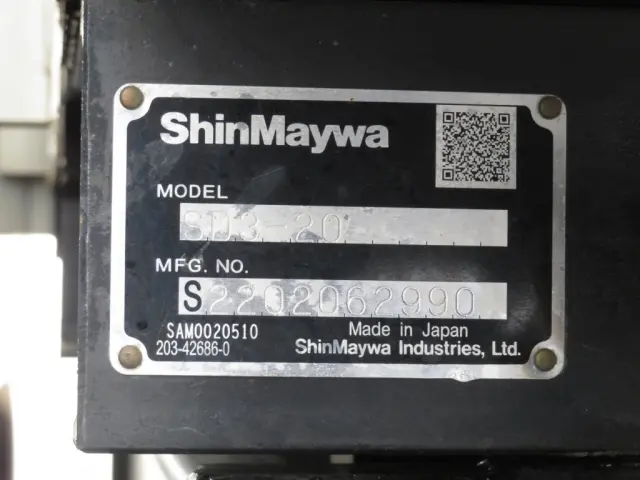 ShinMaywa
MODEL
SD3-20
MFG. NO.
S2202062990
SAM0020510
203-42686-0
Made in Japan
ShinMaywa Industries, Ltd.